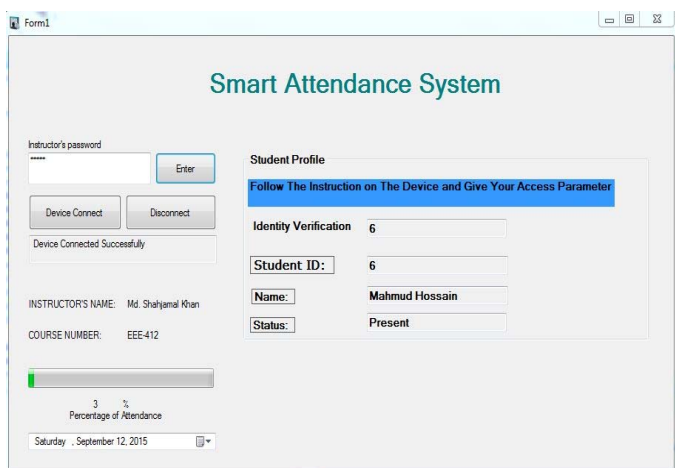 Form1
Smart Attendance System
Instructor's password
*****
Enter
Device Connect
Disconnect
Device Connected Successfully
INSTRUCTOR'S NAME: Md. Shahjamal Khan
COURSE NUMBER: EEE-412
3 %
Percentage of Attendance
Saturday , September 12, 2015
Student Profile
Follow The Instruction on The Device and Give Your Access Parameter
Identity Verification 6
Student ID: 6
Name: Mahmud Hossain
Status: Present